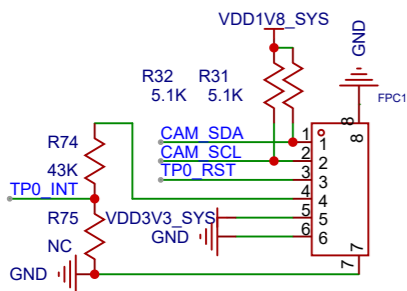 VDD1V8_SYS
GND
R32 R31
5.1K 5.1K
FPC1
8
8
CAM_SDA
1
1
R74
CAM_SCL
2
2
43K
TP0_RST
3
3
TP0_INT
4
4
R75
VDD3V3_SYS
5
5
NC
GND
6
6
GND
7
7